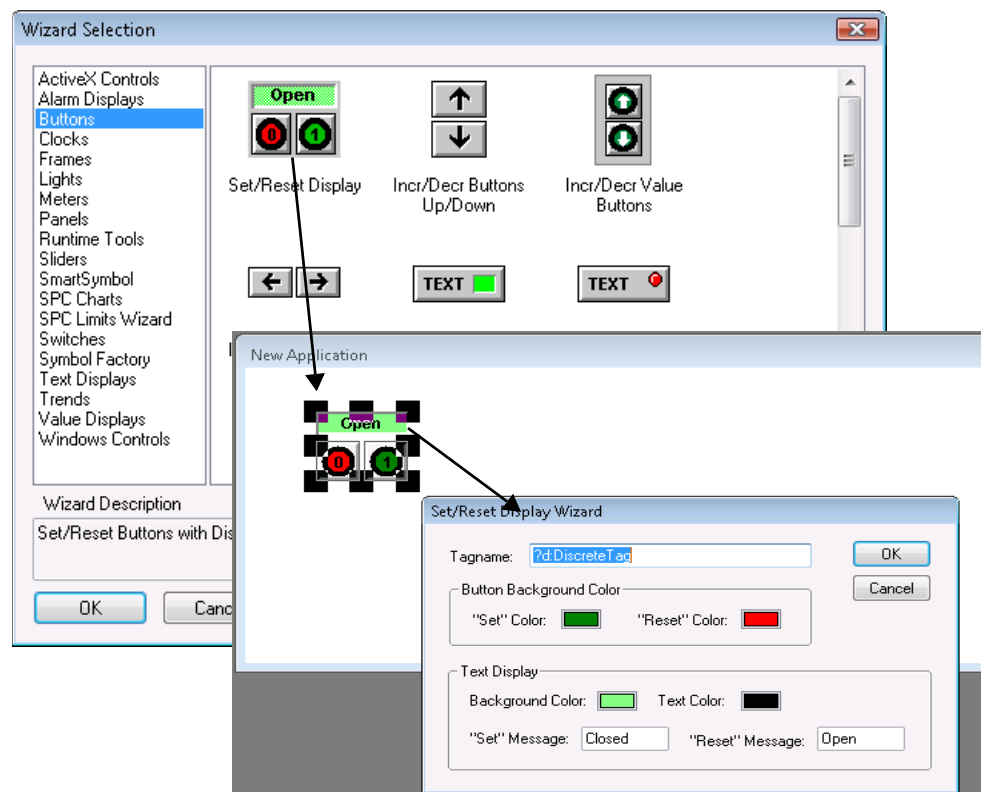 Wizard Selection
ActiveX Controls
Alarm Displays
Buttons
Clocks
Frames
Lights
Meters
Panels
Runtime Tools
Sliders
SmartSymbol
SPC Charts
SPC Limits Wizard
Switches
Symbol Factory
Text Displays
Trends
Value Displays
Windows Controls
Open
0 1
Set/Reset Display
Incr/Decr Buttons
Up/Down
Incr/Decr Value
Buttons
TEXT
TEXT
Wizard Description
Set/Reset Buttons with Dis
OK
Canc
New Application
Open
0 1
Set/Reset Display Wizard
Tagname: ?d:DiscreteTag
OK
Cancel
Button Background Color
"Set" Color:
"Reset" Color:
Text Display
Background Color:
Text Color:
"Set" Message: Closed
"Reset" Message: Open